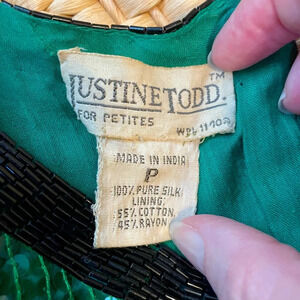 JUSTINE TODD.™
FOR PETITES WPL 11402
MADE IN INDIA
P
100% PURE SILK
LINING:
55% COTTON
45% RAYON